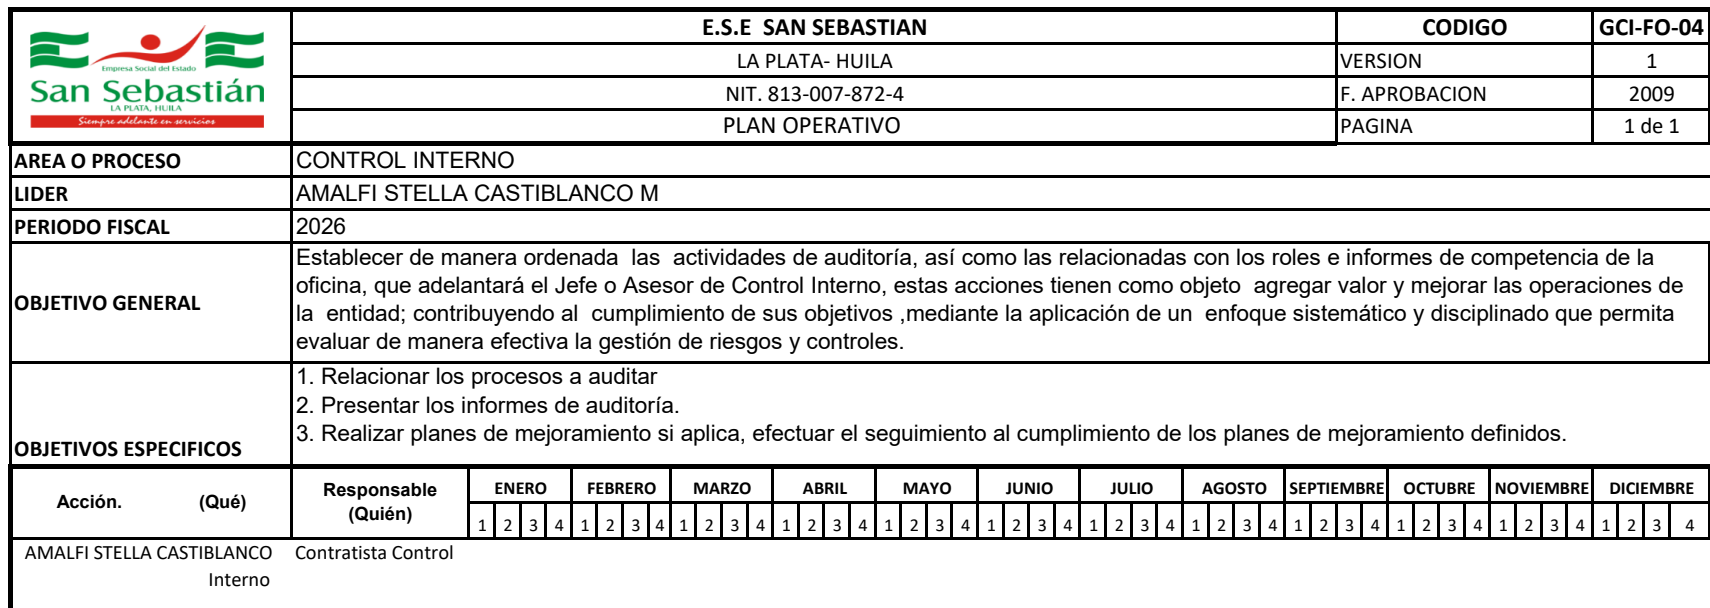 Empresa Social del Estado
San Sebastián
LA PLATA, HUILA
Siempre adelante en servicios
E.S.E  SAN SEBASTIAN
CODIGO
GCI-FO-04
LA PLATA- HUILA
VERSION
1
NIT. 813-007-872-4
F. APROBACION
2009
PLAN OPERATIVO
PAGINA
1 de 1
AREA O PROCESO
CONTROL INTERNO
LIDER
AMALFI STELLA CASTIBLANCO M
PERIODO FISCAL
2026
OBJETIVO GENERAL
Establecer de manera ordenada  las  actividades de auditoría, así como las relacionadas con los roles e informes de competencia de la
oficina, que adelantará el Jefe o Asesor de Control Interno, estas acciones tienen como objeto  agregar valor y mejorar las operaciones de
la  entidad; contribuyendo al  cumplimiento de sus objetivos ,mediante la aplicación de un  enfoque sistemático y disciplinado que permita
evaluar de manera efectiva la gestión de riesgos y controles.
OBJETIVOS ESPECIFICOS
1. Relacionar los procesos a auditar
2. Presentar los informes de auditoría.
3. Realizar planes de mejoramiento si aplica, efectuar el seguimiento al cumplimiento de los planes de mejoramiento definidos.
Acción. (Qué)
Responsable
(Quién)
ENERO FEBRERO MARZO ABRIL MAYO JUNIO JULIO AGOSTO SEPTIEMBRE OCTUBRE NOVIEMBRE DICIEMBRE
1 2 3 4 1 2 3 4 1 2 3 4 1 2 3 4 1 2 3 4 1 2 3 4 1 2 3 4 1 2 3 4 1 2 3 4 1 2 3 4 1 2 3 4 1 2 3 4
AMALFI STELLA CASTIBLANCO Contratista Control
Interno